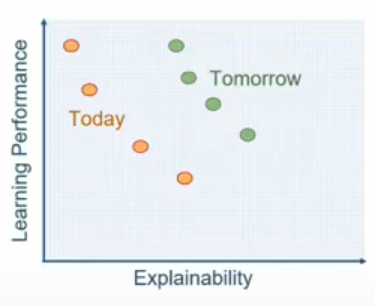 Learning Performance
Tomorrow
Today
Explainability